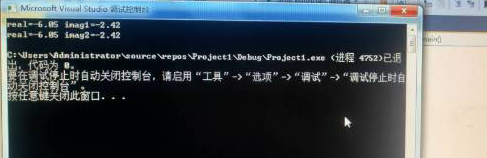 Microsoft Visual Studio 调试控制台
real=-6.05 imag1=-2.42
real=-6.05 imag1=-2.42
C:\Users\Administrator\source\repos\Project1\Debug\Project1.exe (进程 4752)已退
出，代码为 0。
要在调试停止时自动关闭控制台，请启用“工具”->“选项”->“调试”->“调试停止时自
动关闭控制台”。
按任意键关闭此窗口. . .